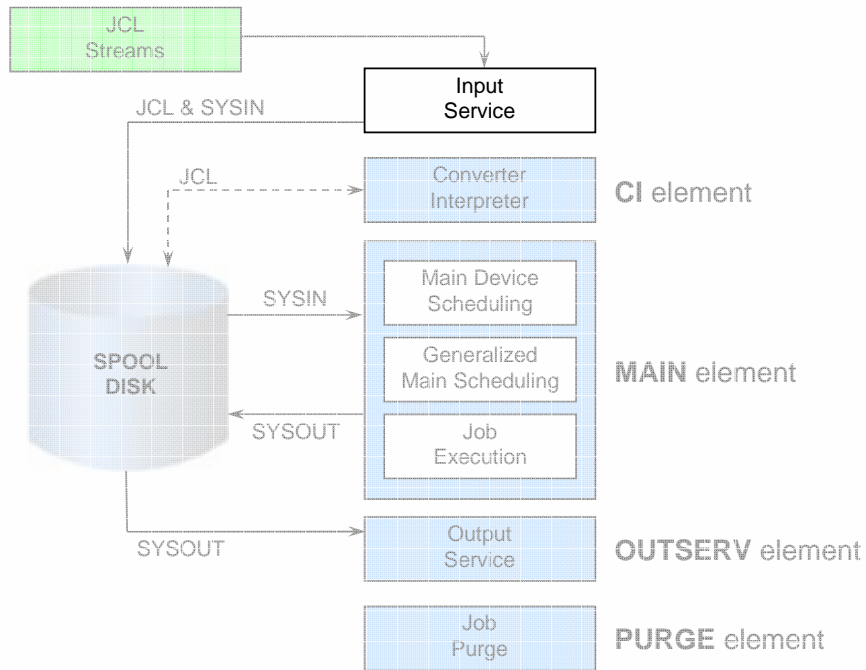 JCL
Streams
Input
Service
JCL & SYSIN
JCL
Converter
Interpreter
CI element
SPOOL
DISK
SYSIN
SYSOUT
Main Device
Scheduling
Generalized
Main Scheduling
Job
Execution
MAIN element
SYSOUT
Output
Service
OUTSERV element
Job
Purge
PURGE element